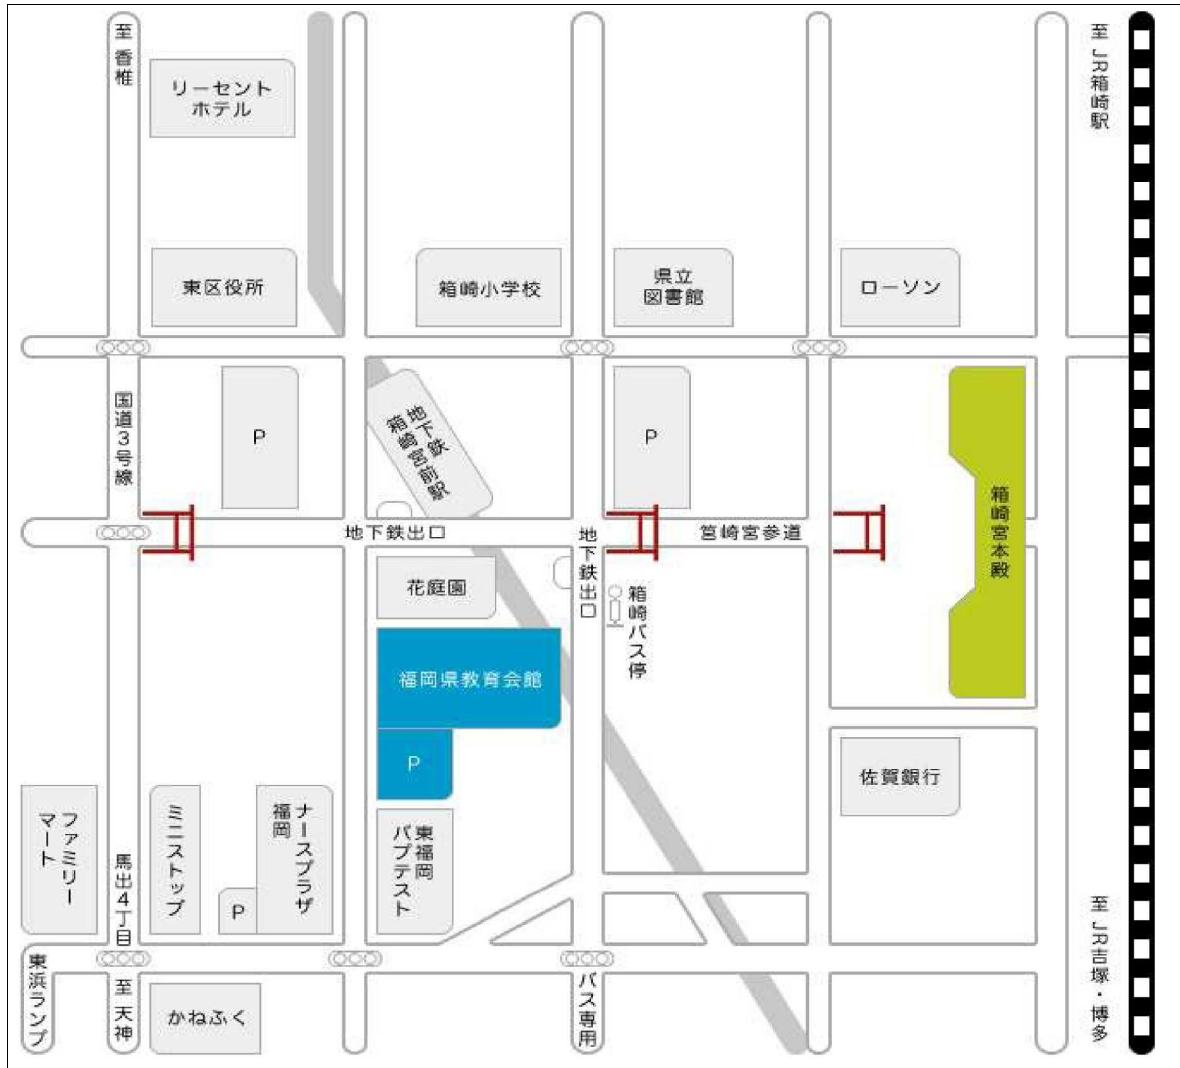 至 香椎
リーセント
ホテル
至 JR箱崎駅
東区役所
箱崎小学校
県立
図書館
ローソン
国道3号線
P
地下鉄
箱崎宮前駅
P
箱崎宮本殿
地下鉄出口
地下鉄出口
筥崎宮参道
花庭園
箱崎バス停
福岡県教育会館
P
佐賀銀行
ファミリー
マート
馬出4丁目
ミニストップ
P
ナースプラザ
福岡
東福岡
バプテスト
至 JR吉塚・博多
東浜ランプ
至 天神
かねふく
バス専用